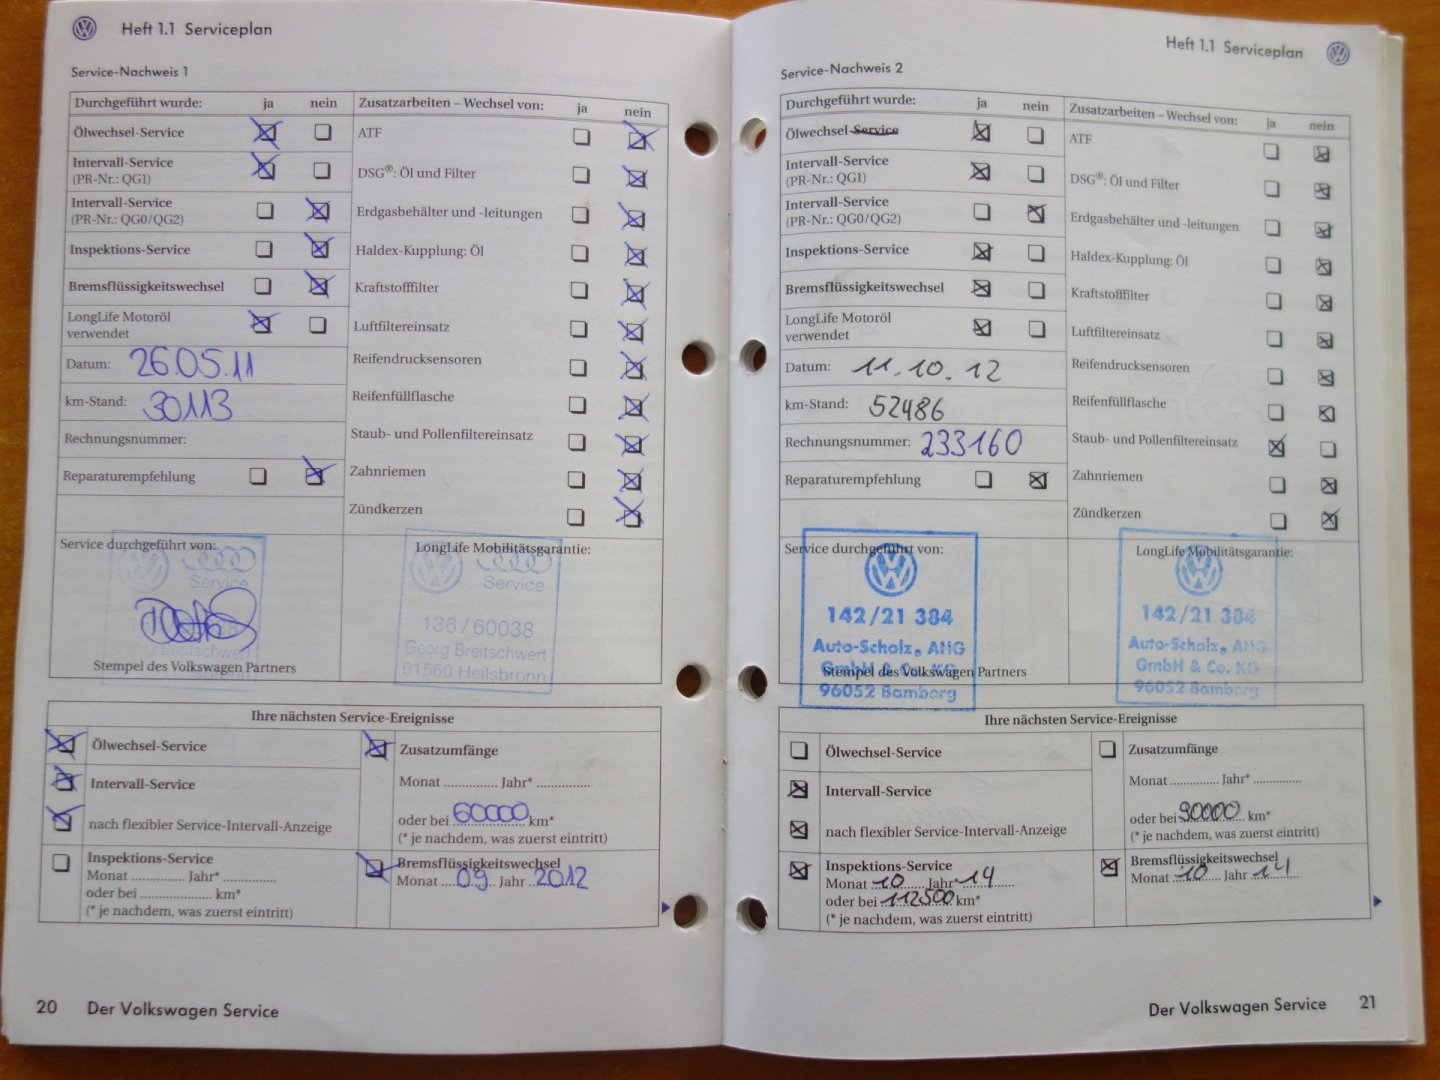 Heft 1.1 Serviceplan
Service-Nachweis 1
Durchgeführt wurde: ja nein
Ölwechsel-Service
Intervall-Service
(PR-Nr.: QG1)
Intervall-Service
(PR-Nr.: QG0/QG2)
Inspektions-Service
Bremsflüssigkeitswechsel
LongLife Motoröl
verwendet
Datum: 26.05.11
km-Stand: 30113
Rechnungsnummer:
Reparaturempfehlung
Zusatzarbeiten – Wechsel von: ja nein
ATF
DSG®: Öl und Filter
Erdgasbehälter und -leitungen
Haldex-Kupplung: Öl
Kraftstofffilter
Luftfiltereinsatz
Reifendrucksensoren
Reifenfüllflasche
Staub- und Pollenfiltereinsatz
Zahnriemen
Zündkerzen
Service durchgeführt von:
Service
Stempel des Volkswagen Partners
LongLife Mobilitätsgarantie:
Service
136/60038
Georg Breitschwert
91560 Heilsbronn
Ihre nächsten Service-Ereignisse
Ölwechsel-Service
Intervall-Service
nach flexibler Service-Intervall-Anzeige
Inspektions-Service
Monat ............... Jahr* ...............
oder bei .................... km*
(* je nachdem, was zuerst eintritt)
Zusatzumfänge
Monat ............... Jahr* ...............
oder bei 60000 km*
(* je nachdem, was zuerst eintritt)
Bremsflüssigkeitswechsel
Monat 09 Jahr 2012
20 Der Volkswagen Service
Heft 1.1 Serviceplan
Service-Nachweis 2
Durchgeführt wurde: ja nein
Ölwechsel-Service
Intervall-Service
(PR-Nr.: QG1)
Intervall-Service
(PR-Nr.: QG0/QG2)
Inspektions-Service
Bremsflüssigkeitswechsel
LongLife Motoröl
verwendet
Datum: 11.10.12
km-Stand: 52486
Rechnungsnummer: 233160
Reparaturempfehlung
Zusatzarbeiten – Wechsel von: ja nein
ATF
DSG®: Öl und Filter
Erdgasbehälter und -leitungen
Haldex-Kupplung: Öl
Kraftstofffilter
Luftfiltereinsatz
Reifendrucksensoren
Reifenfüllflasche
Staub- und Pollenfiltereinsatz
Zahnriemen
Zündkerzen
Service durchgeführt von:
142/21 384
Auto-Scholz, AHG
GmbH & Co. KG
Stempel des Volkswagen Partners
96052 Bamberg
LongLife Mobilitätsgarantie:
142/21 384
Auto-Scholz, AHG
GmbH & Co. KG
96052 Bamberg
Ihre nächsten Service-Ereignisse
Ölwechsel-Service
Intervall-Service
nach flexibler Service-Intervall-Anzeige
Inspektions-Service
Monat 10 Jahr* 14
oder bei 112500 km*
(* je nachdem, was zuerst eintritt)
Zusatzumfänge
Monat ............... Jahr* ...............
oder bei 90000 km*
(* je nachdem, was zuerst eintritt)
Bremsflüssigkeitswechsel
Monat 10 Jahr 14
Der Volkswagen Service 21